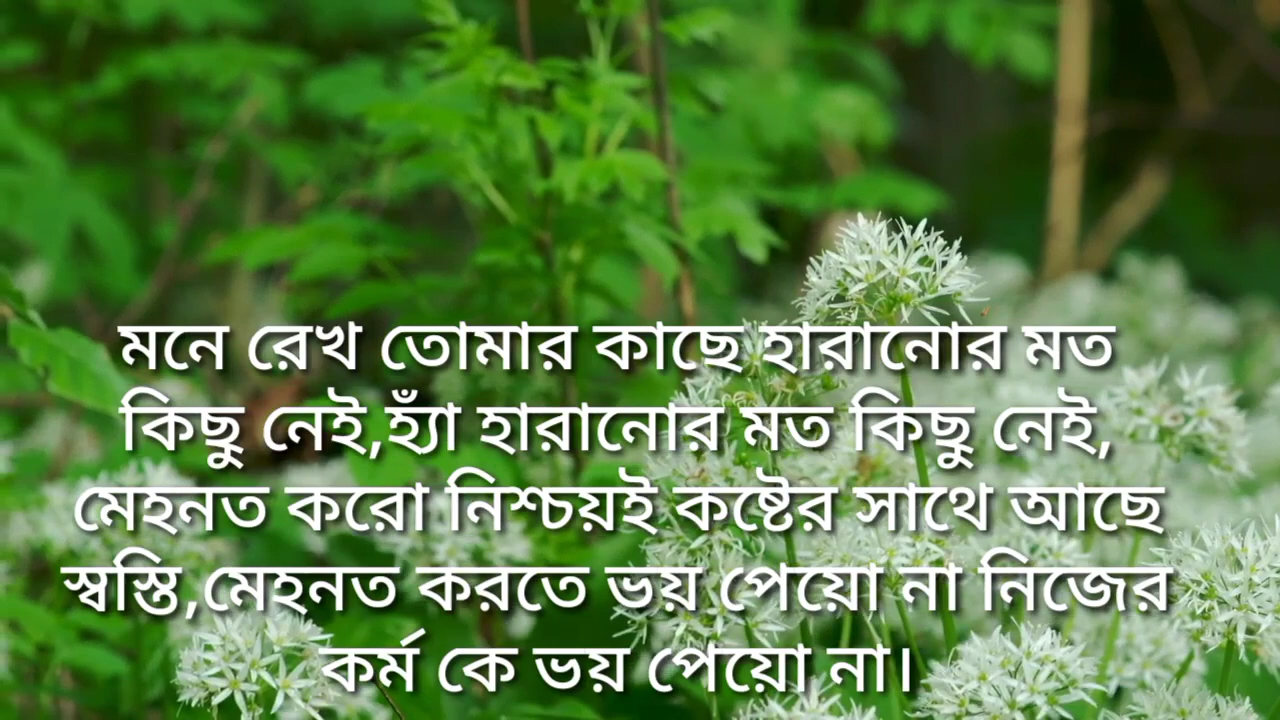 মনে রেখ তোমার কাছে হারানোর মত
কিছু নেই,হ্যাঁ হারানোর মত কিছু নেই,
মেহনত করো নিশ্চয়ই কষ্টের সাথে আছে
স্বস্তি,মেহনত করতে ভয় পেয়ো না নিজের
কর্ম কে ভয় পেয়ো না।